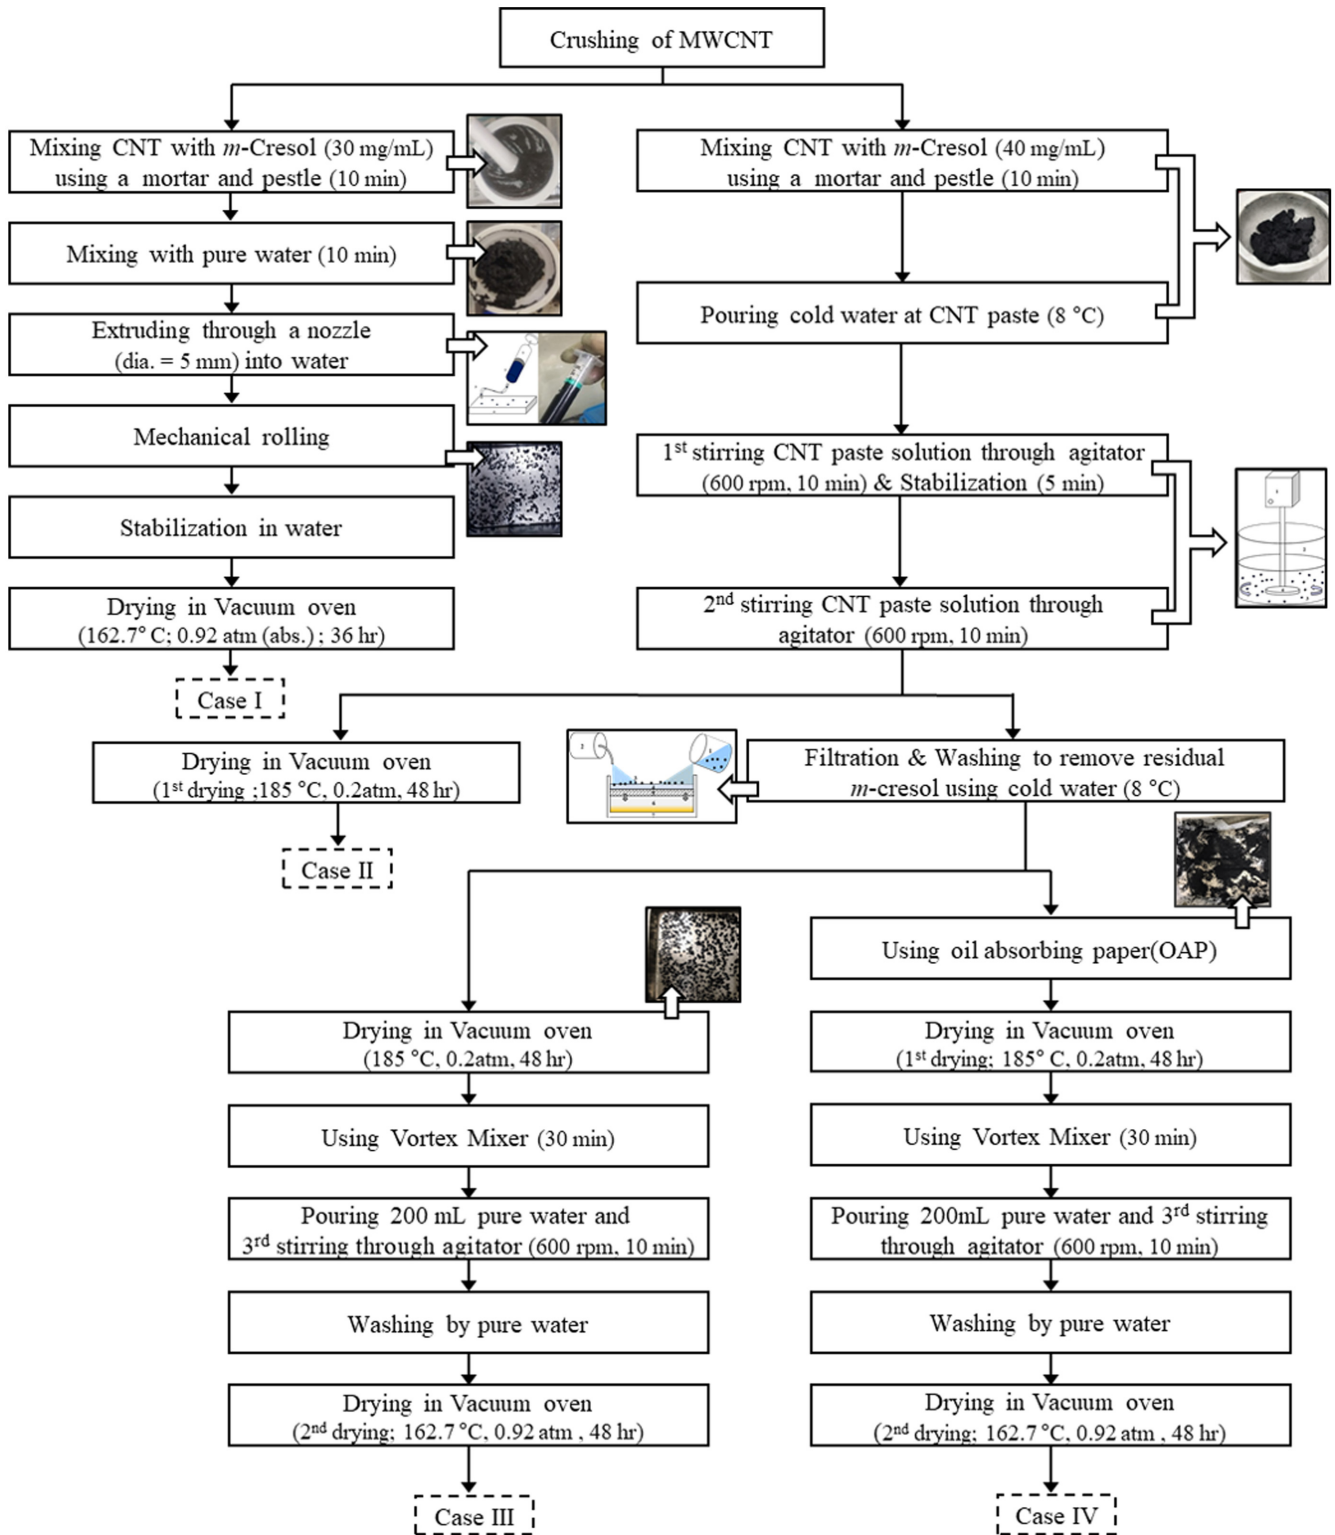 Crushing of MWCNT
Mixing CNT with m-Cresol (30 mg/mL)
using a mortar and pestle (10 min)
Mixing with pure water (10 min)
Extruding through a nozzle
(dia. = 5 mm) into water
Mechanical rolling
Stabilization in water
Drying in Vacuum oven
(162.7° C; 0.92 atm (abs.) ; 36 hr)
Case I
Mixing CNT with m-Cresol (40 mg/mL)
using a mortar and pestle (10 min)
Pouring cold water at CNT paste (8 °C)
1st stirring CNT paste solution through agitator
(600 rpm, 10 min) & Stabilization (5 min)
2nd stirring CNT paste solution through
agitator (600 rpm, 10 min)
Drying in Vacuum oven
(1st drying ;185 °C, 0.2atm, 48 hr)
Case II
Filtration & Washing to remove residual
m-cresol using cold water (8 °C)
Drying in Vacuum oven
(185 °C, 0.2atm, 48 hr)
Using Vortex Mixer (30 min)
Pouring 200 mL pure water and
3rd stirring through agitator (600 rpm, 10 min)
Washing by pure water
Drying in Vacuum oven
(2nd drying; 162.7 °C, 0.92 atm , 48 hr)
Case III
Using oil absorbing paper(OAP)
Drying in Vacuum oven
(1st drying; 185° C, 0.2atm, 48 hr)
Using Vortex Mixer (30 min)
Pouring 200mL pure water and 3rd stirring
through agitator (600 rpm, 10 min)
Washing by pure water
Drying in Vacuum oven
(2nd drying; 162.7 °C, 0.92 atm , 48 hr)
Case IV